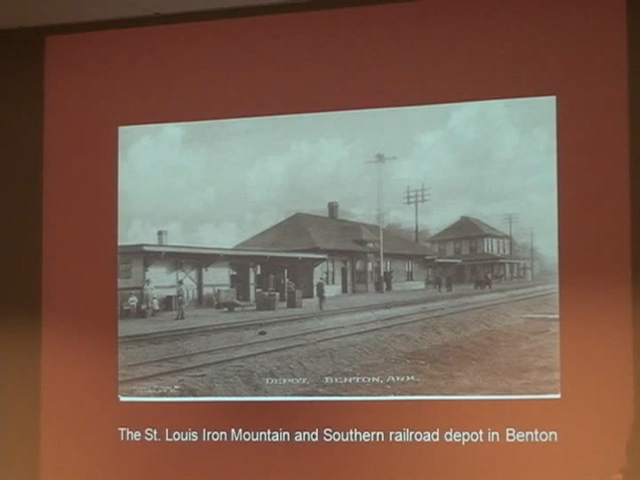 DEPOT, BENTON, ARK.
The St. Louis Iron Mountain and Southern railroad depot in Benton